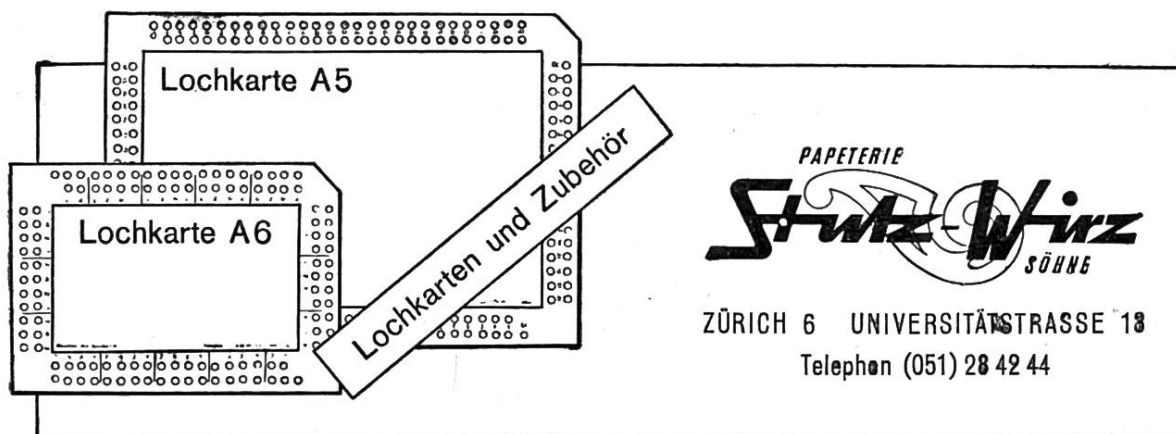 Lochkarte A5
Lochkarte A6
Lochkarten und Zubehör
PAPETERIE
Stutz-Wirz
SÖHNE
ZÜRICH 6 UNIVERSITÄTSTRASSE 13
Telephon (051) 28 42 44